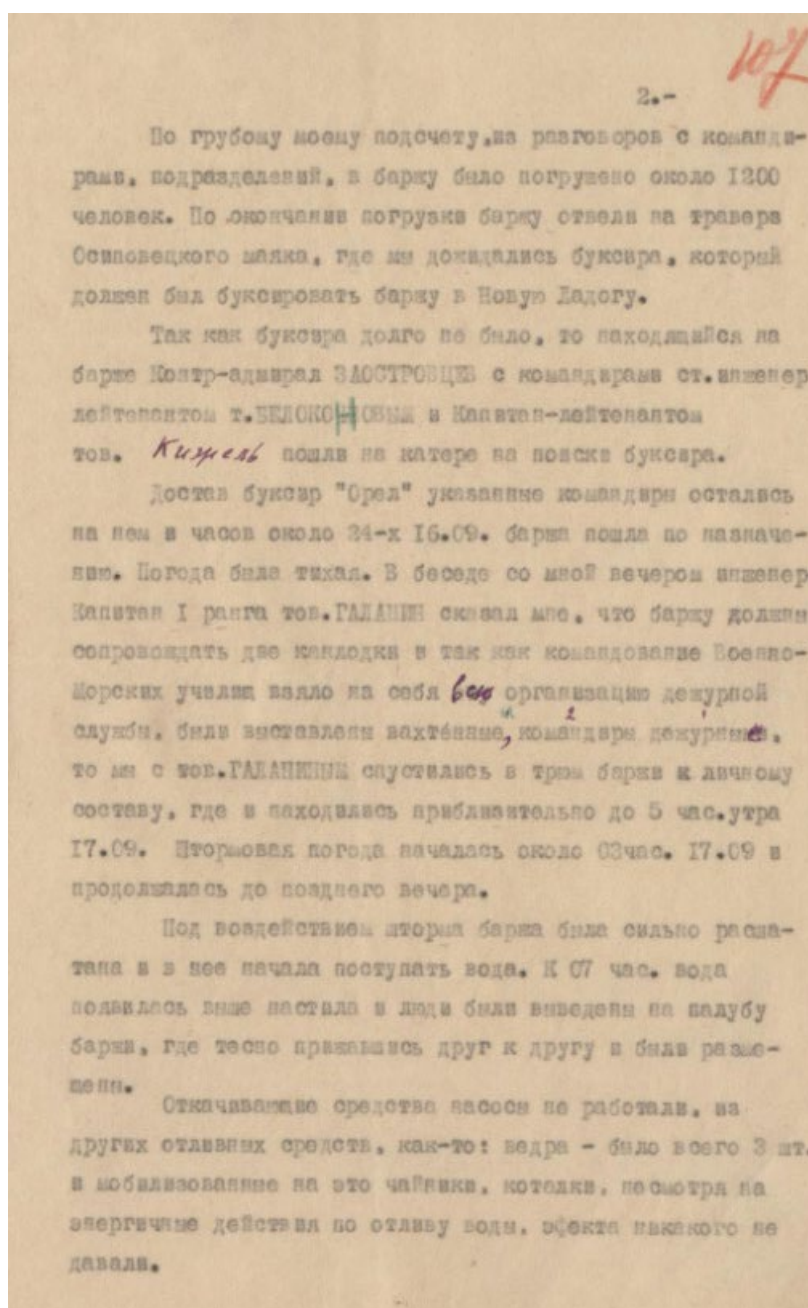 107
2.-
По грубому моему подсчету,из разговоров с команди-
рами, подразделений, в баржу было погружено около 1200
человек. По окончании погрузки баржу отвели на траверз
Осиновецкого маяка, где мы дожидались буксира, который
должен был буксировать баржу в Новую Ладогу.
Так как буксира долго не было, то находящийся на
барже Контр-адмирал ЗАОСТРОВЦЕВ с командирами ст.инженер
лейтенантом т.БЕЛОКОНОВЫМ и Капитан-лейтенантом
тов. Кижель пошли на катере на поиски буксира.
Достав буксир "Орел" указанные командиры остались
на нем и часов около 24-х 16.09. баржа пошла по назначе-
нию. Погода была тихая. В беседе со мной вечером инженер
Капитан I ранга тов.ГАЛАНИН сказал мне, что баржу должны
сопровождать две канлодки и так как командование Военно-
Морских училищ взяло на себя всю организацию дежурной
службы, были выставлены вахтенные, командиры дежурные,
то мы с тов.ГАЛАНИНЫМ спустились в трюм баржи к личному
составу, где и находились приблизительно до 5 час.утра
17.09. Штормовая погода началась около 03час. 17.09 и
продолжалась до позднего вечера.
Под воздействием шторма баржа была сильно расша-
тана и в нее начала поступать вода. К 07 час. вода
появилась выше настила и люди были выведены на палубу
баржи, где тесно прижавшись друг к другу и были разме-
щены.
Откачивающие средства насосы не работали, из
других отливных средств, как-то: ведра - было всего 3 шт.
и мобилизованные на это чайники, котелки, несмотря на
энергичные действия по отливу воды, эфекта никакого не
давали.